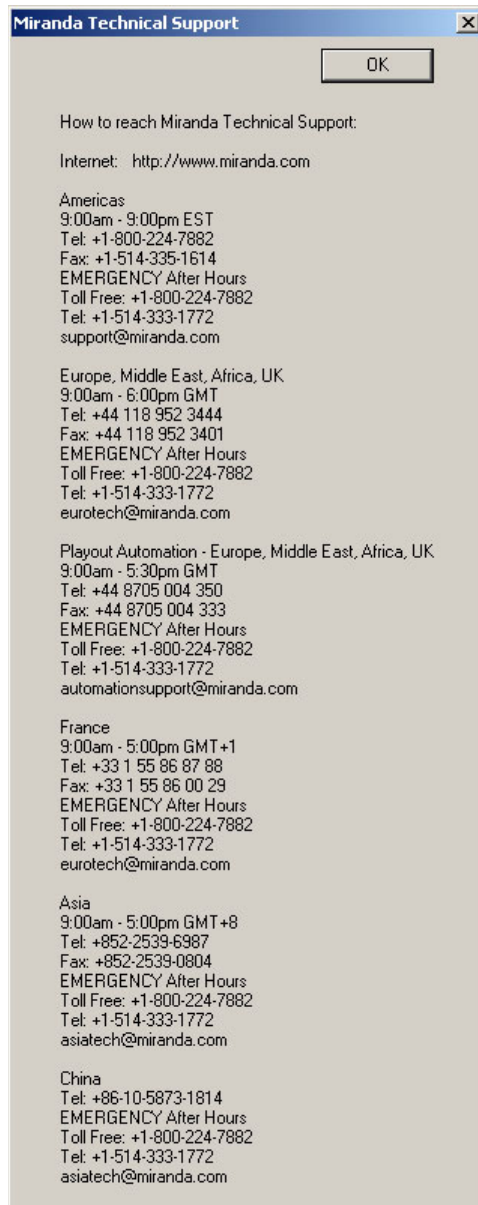 Miranda Technical Support
OK
How to reach Miranda Technical Support:
Internet: http://www.miranda.com
Americas
9:00am - 9:00pm EST
Tel: +1-800-224-7882
Fax: +1-514-335-1614
EMERGENCY After Hours
Toll Free: +1-800-224-7882
Tel: +1-514-333-1772
support@miranda.com
Europe, Middle East, Africa, UK
9:00am - 6:00pm GMT
Tel: +44 118 952 3444
Fax: +44 118 952 3401
EMERGENCY After Hours
Toll Free: +1-800-224-7882
Tel: +1-514-333-1772
eurotech@miranda.com
Playout Automation - Europe, Middle East, Africa, UK
9:00am - 5:30pm GMT
Tel: +44 8705 004 350
Fax: +44 8705 004 333
EMERGENCY After Hours
Toll Free: +1-800-224-7882
Tel: +1-514-333-1772
automationsupport@miranda.com
France
9:00am - 5:00pm GMT+1
Tel: +33 1 55 86 87 88
Fax: +33 1 55 86 00 29
EMERGENCY After Hours
Toll Free: +1-800-224-7882
Tel: +1-514-333-1772
eurotech@miranda.com
Asia
9:00am - 5:00pm GMT+8
Tel: +852-2539-6987
Fax: +852-2539-0804
EMERGENCY After Hours
Toll Free: +1-800-224-7882
Tel: +1-514-333-1772
asiatech@miranda.com
China
Tel: +86-10-5873-1814
EMERGENCY After Hours
Toll Free: +1-800-224-7882
Tel: +1-514-333-1772
asiatech@miranda.com